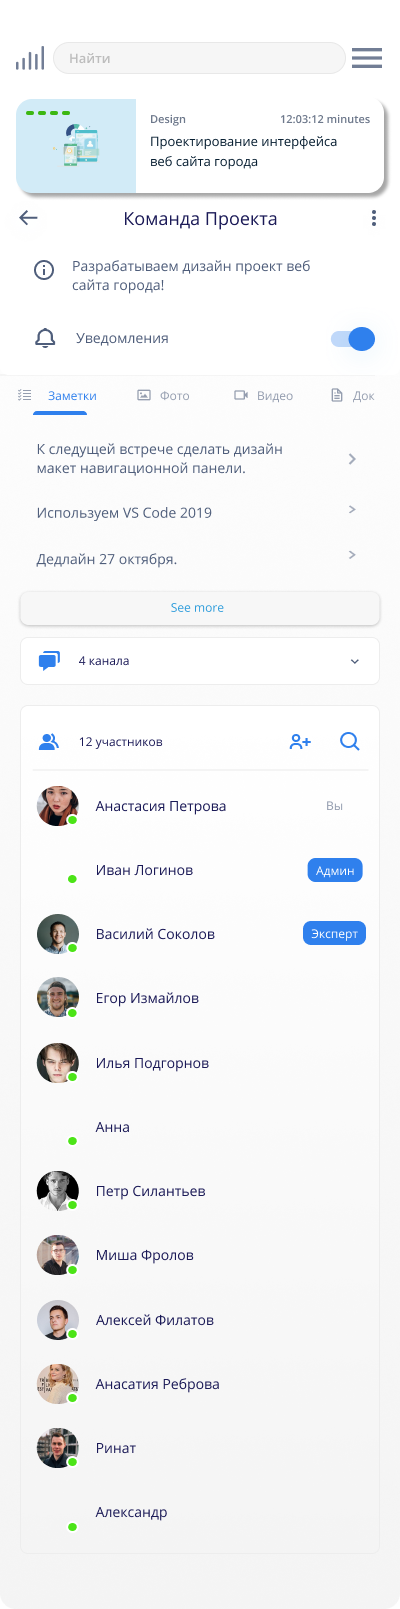 Найти
Design
12:03:12 minutes
Проектирование интерфейса
веб сайта города
Команда Проекта
Разрабатываем дизайн проект веб
сайта города!
Уведомления
Заметки
Фото
Видео
Док
К следущей встрече сделать дизайн
макет навигационной панели.
Используем VS Code 2019
Дедлайн 27 октября.
See more
4 канала
12 участников
Анастасия Петрова
Вы
Иван Логинов
Админ
Василий Соколов
Эксперт
Егор Измайлов
Илья Подгорнов
Анна
Петр Силантьев
Миша Фролов
Алексей Филатов
Анасатия Реброва
Ринат
Александр